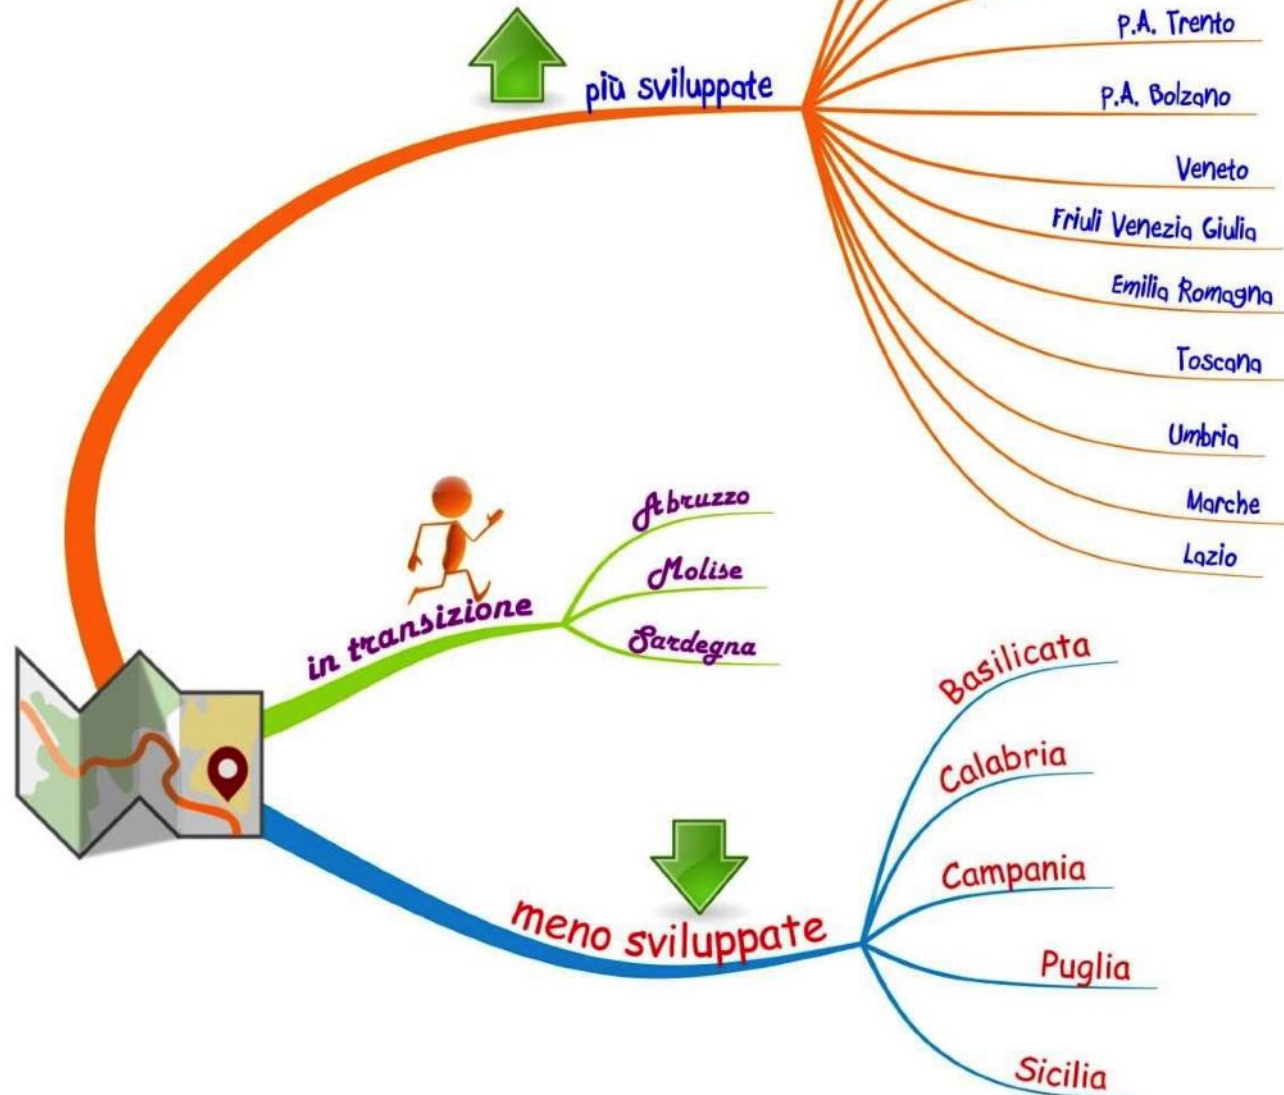 più sviluppate
P.A. Trento
P.A. Bolzano
Veneto
Friuli Venezia Giulia
Emilia Romagna
Toscana
Umbria
Marche
Lazio
in transizione
Abruzzo
Molise
Sardegna
meno sviluppate
Basilicata
Calabria
Campania
Puglia
Sicilia